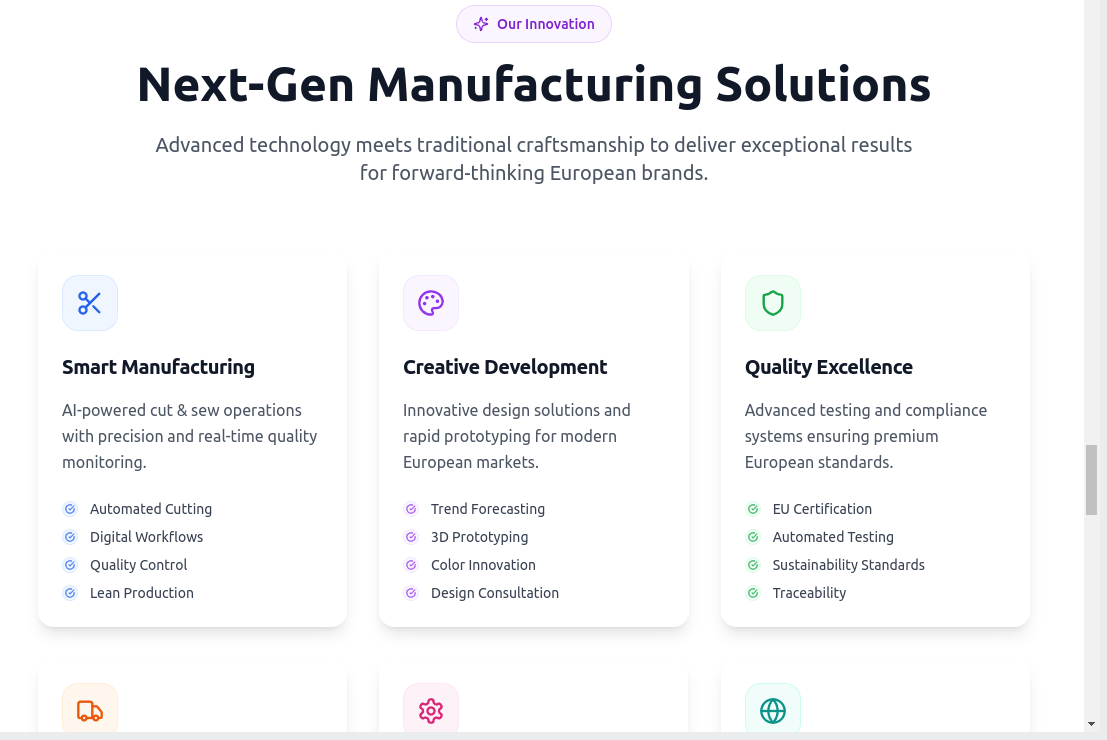 Our Innovation
Next-Gen Manufacturing Solutions
Advanced technology meets traditional craftsmanship to deliver exceptional results
for forward-thinking European brands.
Smart Manufacturing
AI-powered cut & sew operations
with precision and real-time quality
monitoring.
Automated Cutting
Digital Workflows
Quality Control
Lean Production
Creative Development
Innovative design solutions and
rapid prototyping for modern
European markets.
Trend Forecasting
3D Prototyping
Color Innovation
Design Consultation
Quality Excellence
Advanced testing and compliance
systems ensuring premium
European standards.
EU Certification
Automated Testing
Sustainability Standards
Traceability